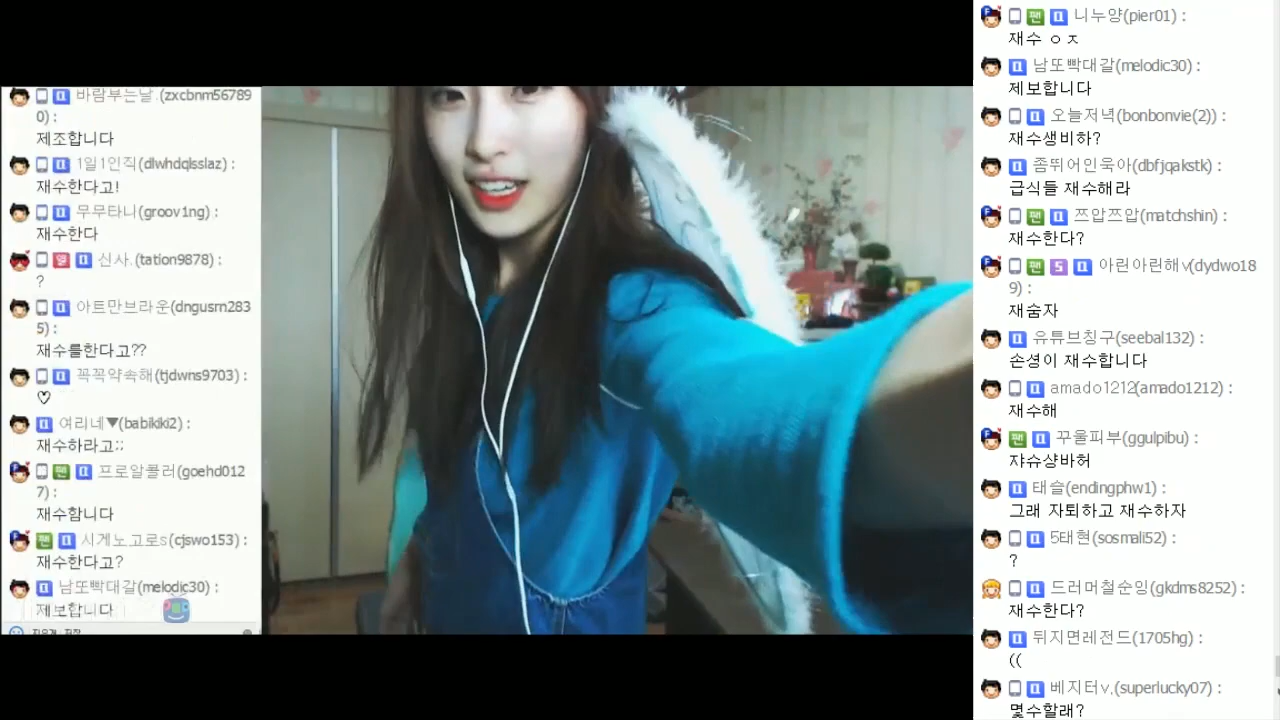 바람부는날.(zxcbnm56789
0) :
제조합니다
1일1인직(dlwhdqlsslaz) :
재수한다고!
무무타니(groov1ng) :
재수한다
열 신사.(tation9878) :
?
아트만브라운(dngusrn283
5) :
재수를한다고??
꼭꼭약속해(tjdwns9703) :
♡
여리네▼(babikiki2) :
재수하라고;;
팬 프로알콜러(goehd012
7) :
재수함니다
팬 시게노.고로s(cjswo153) :
재수한다고?
남또빡대갈(melodic30) :
제보합니다
팬 니누양(pier01) :
재수 ㅇㅈ
남또빡대갈(melodic30) :
제보합니다
오늘저녁(bonbonvie(2)) :
재수생비하?
좀뛰어인욱아(dbfjqakstk) :
급식들 재수해라
팬 쯔압쯔압(matchshin) :
재수한다?
팬 S 아린아린해v(dydwo18
9) :
재숨자
유튜브칭구(seebal132) :
손셩이 재수합니다
amado1212(amado1212) :
재수해
팬 꾸울피부(ggulpibu) :
쟈슈샹바허
태슬(endingphw1) :
그래 자퇴하고 재수하자
5태현(sosmali52) :
?
드러머철순잉(gkdms8252) :
재수한다?
뒤지면레전드(1705hg) :
((
베지터v.(superlucky07) :
몇수할래?